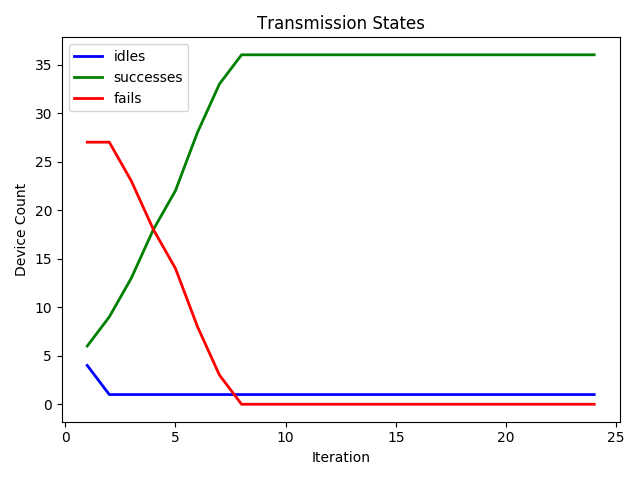 Transmission States
idles
successes
fails
35
30
25
20
15
10
5
0
Device Count
0 5 10 15 20 25
Iteration